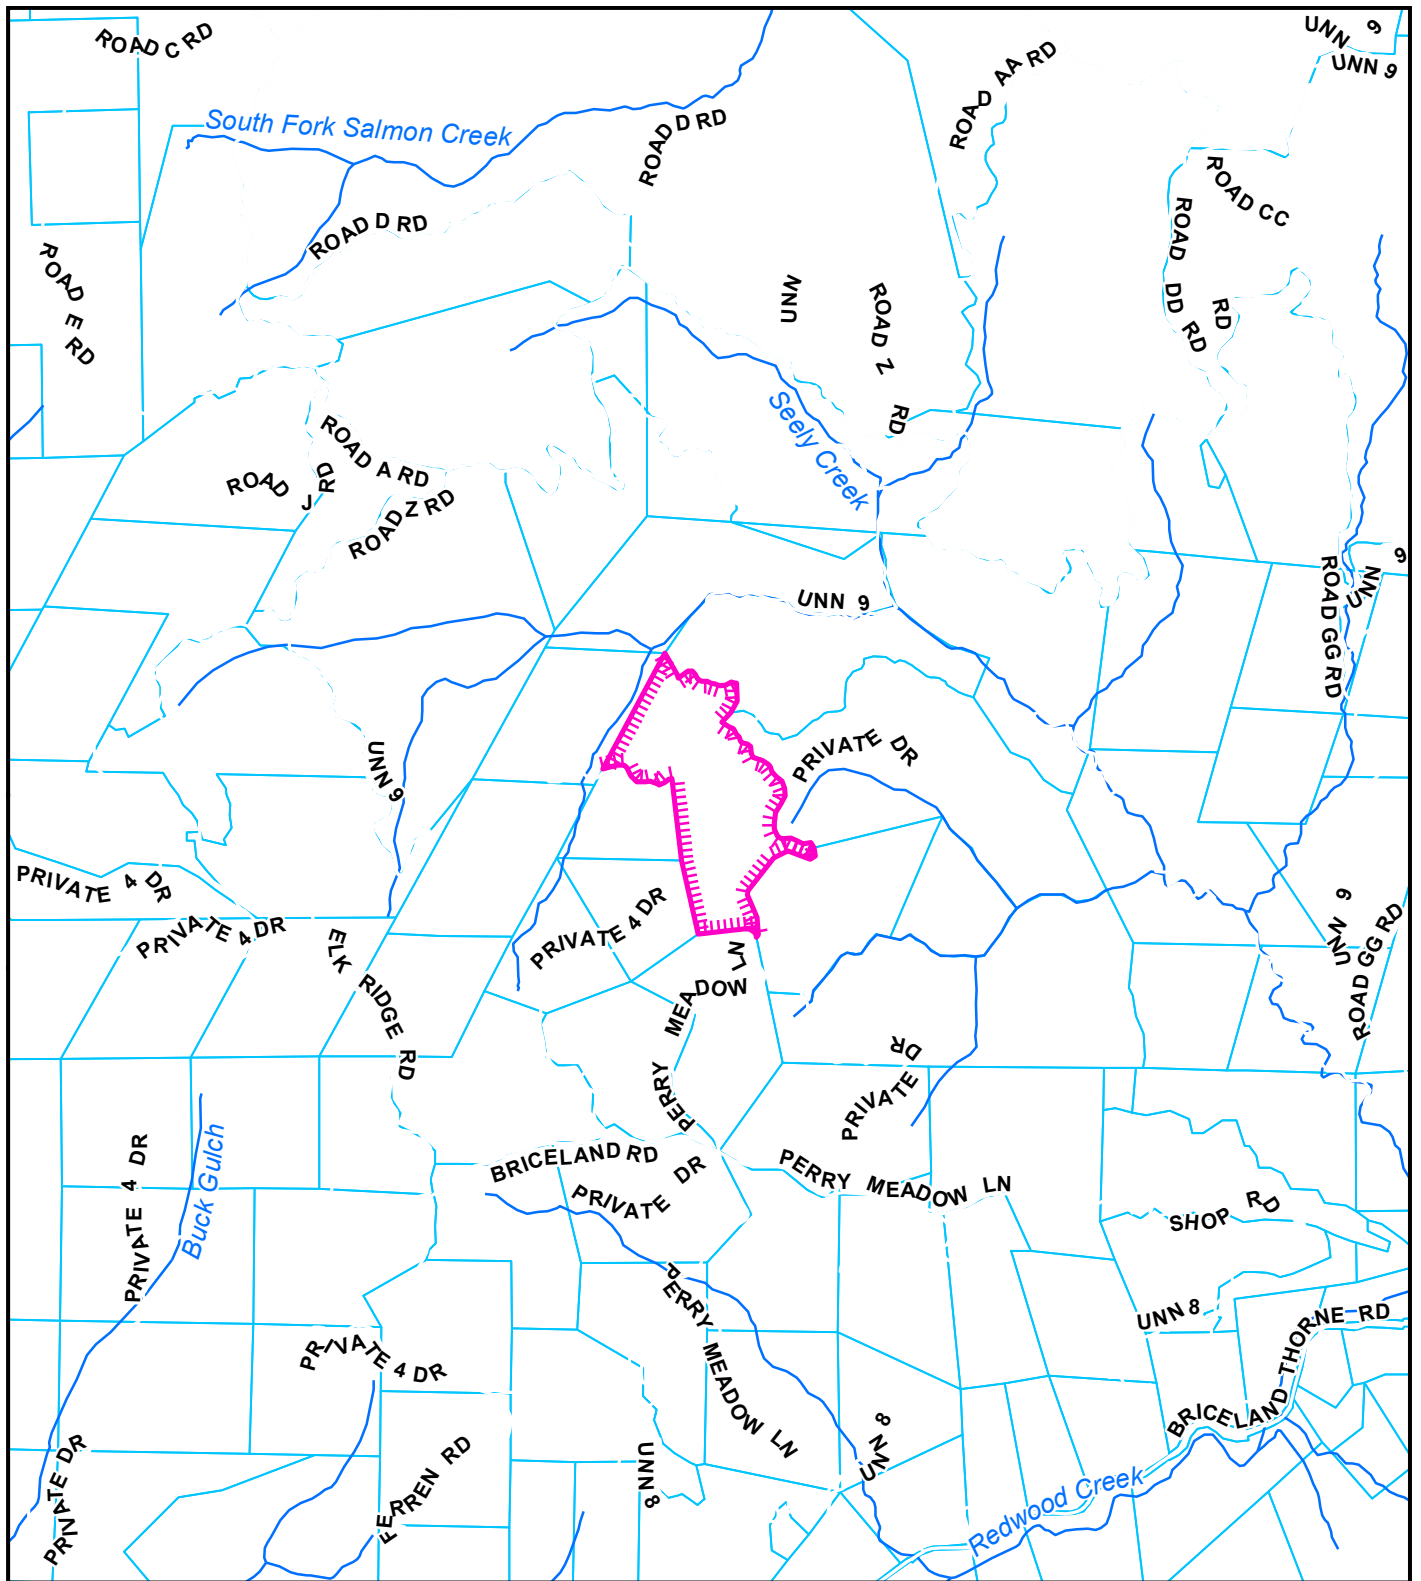 ROAD C RD
UNN 9
UNN 9
ROAD AA RD
South Fork Salmon Creek
ROAD D RD
ROAD D RD
ROAD CC
RD
ROAD DD RD
ROAD E RD
UNN
ROAD Z RD
Seely Creek
ROAD A RD
ROAD J RD
ROAD Z RD
UNN 9
UNN 9
ROAD GG RD
UNN 9
PRIVATE DR
PRIVATE 4 DR
PRIVATE 4 DR
PRIVATE 4 DR
UNN 9
ROAD GG RD
ELK RIDGE RD
PERRY MEADOW LN
PRIVATE DR
PRIVATE 4 DR
Buck Gulch
BRICELAND RD
PRIVATE DR
PERRY MEADOW LN
SHOP RD
UNN 8
BRICELAND THORNE RD
PERRY MEADOW LN
PRIVATE 4 DR
PRIVATE DR
FERREN RD
UNN 8
UNN 8
Redwood Creek